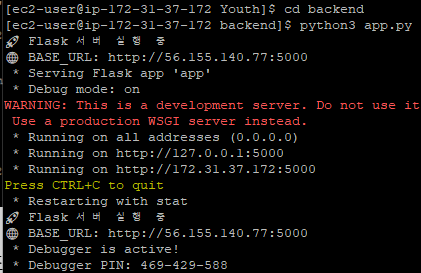 [ec2-user@ip-172-31-37-172 Youth]$ cd backend
[ec2-user@ip-172-31-37-172 backend]$ python3 app.py
🚀 Flask 서버 실행 중
🌐 BASE_URL: http://56.155.140.77:5000
* Serving Flask app 'app'
* Debug mode: on
WARNING: This is a development server. Do not use it
Use a production WSGI server instead.
* Running on all addresses (0.0.0.0)
* Running on http://127.0.0.1:5000
* Running on http://172.31.37.172:5000
Press CTRL+C to quit
* Restarting with stat
🚀 Flask 서버 실행 중
🌐 BASE_URL: http://56.155.140.77:5000
* Debugger is active!
* Debugger PIN: 469-429-588